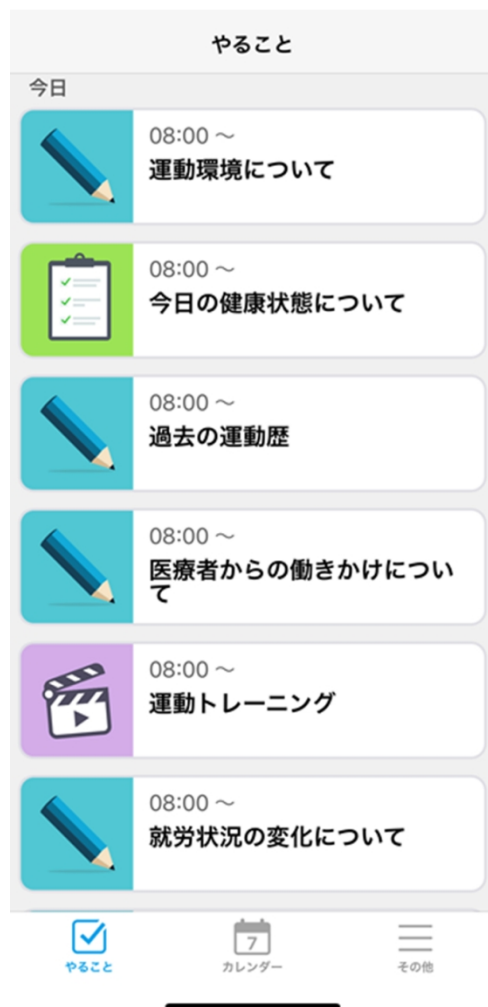 やること
今日
08:00 ～
運動環境について
08:00 ～
今日の健康状態について
08:00 ～
過去の運動歴
08:00 ～
医療者からの働きかけについ
て
08:00 ～
運動トレーニング
08:00 ～
就労状況の変化について
やること
7
カレンダー
その他